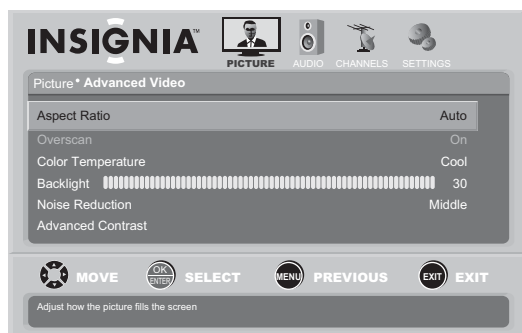 INSIGNIA™
PICTURE AUDIO CHANNELS SETTINGS
Picture • Advanced Video
Aspect Ratio Auto
Overscan On
Color Temperature Cool
Backlight 30
Noise Reduction Middle
Advanced Contrast
MOVE OK ENTER SELECT MENU PREVIOUS EXIT EXIT
Adjust how the picture fills the screen